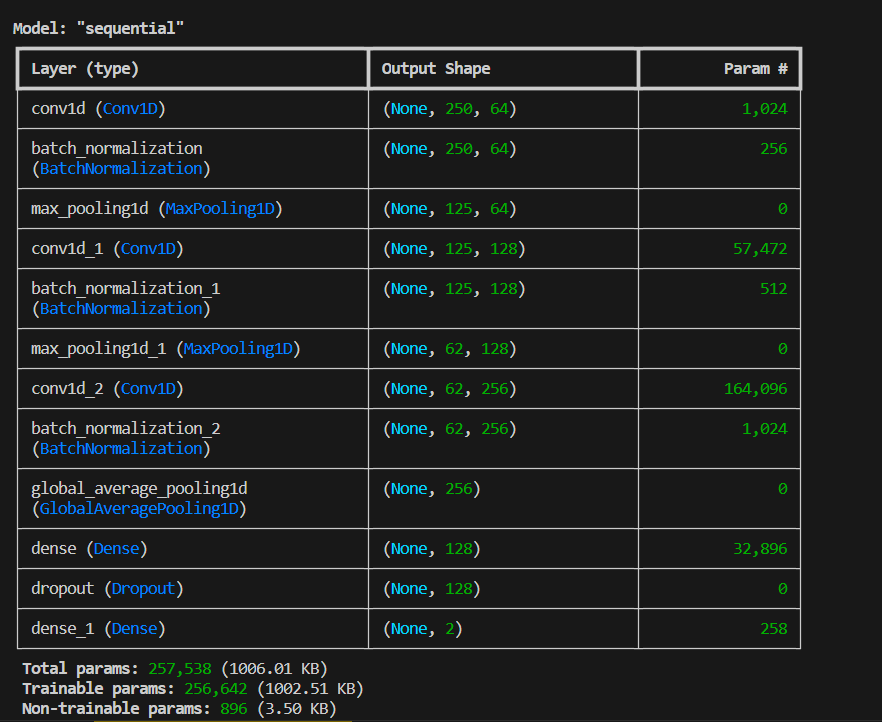 Model: "sequential"
Layer (type) Output Shape Param #
conv1d (Conv1D) (None, 250, 64) 1,024
batch_normalization (None, 250, 64) 256
(BatchNormalization)
max_pooling1d (MaxPooling1D) (None, 125, 64) 0
conv1d_1 (Conv1D) (None, 125, 128) 57,472
batch_normalization_1 (None, 125, 128) 512
(BatchNormalization)
max_pooling1d_1 (MaxPooling1D) (None, 62, 128) 0
conv1d_2 (Conv1D) (None, 62, 256) 164,096
batch_normalization_2 (None, 62, 256) 1,024
(BatchNormalization)
global_average_pooling1d (None, 256) 0
(GlobalAveragePooling1D)
dense (Dense) (None, 128) 32,896
dropout (Dropout) (None, 128) 0
dense_1 (Dense) (None, 2) 258
Total params: 257,538 (1006.01 KB)
Trainable params: 256,642 (1002.51 KB)
Non-trainable params: 896 (3.50 KB)